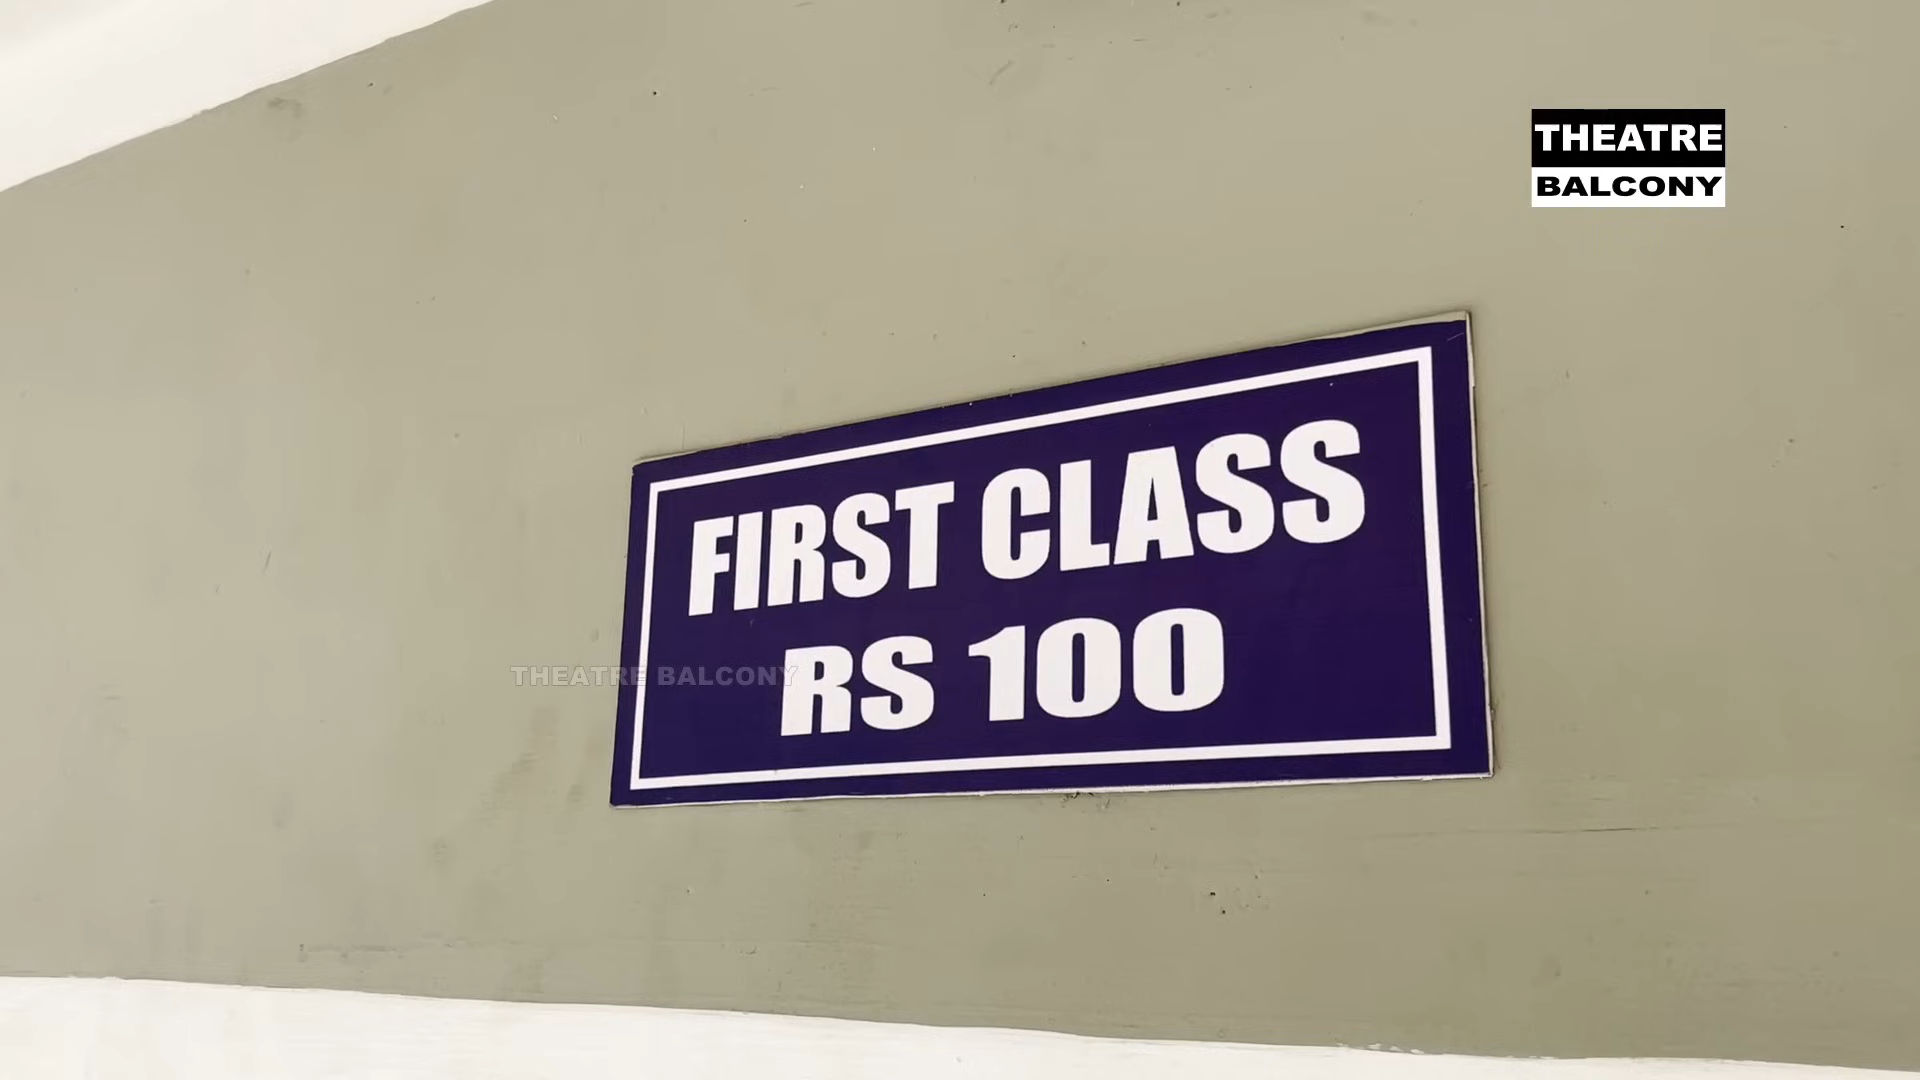 THEATRE
BALCONY
FIRST CLASS
RS 100
THEATRE BALCONY